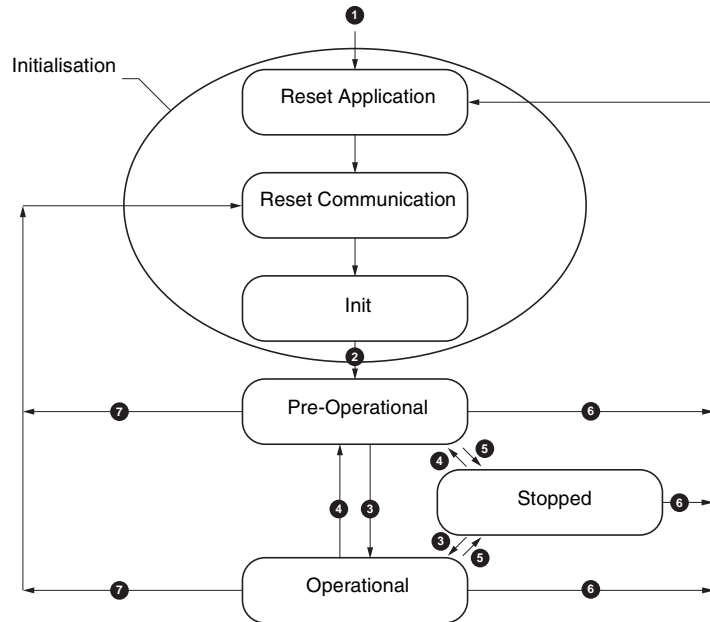 1
Initialisation
Reset Application
Reset Communication
Init
2
Pre-Operational
7
6
4
5
Stopped
6
4
3
3
5
Operational
7
6